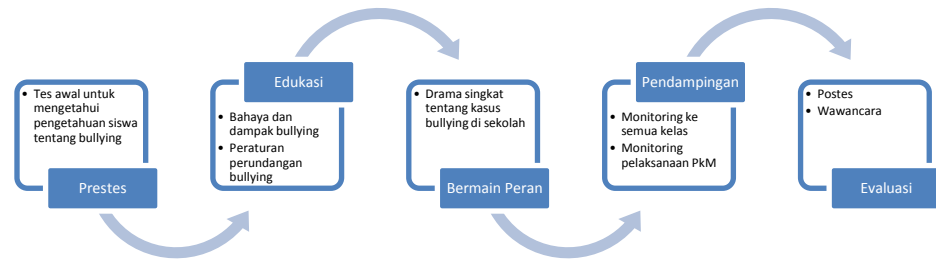 • Tes awal untuk
mengetahui
pengetahuan siswa
tentang bullying
Prestes
Edukasi
• Bahaya dan
dampak bullying
• Peraturan
perundangan
bullying
• Drama singkat
tentang kasus
bullying di sekolah
Bermain Peran
Pendampingan
• Monitoring ke
semua kelas
• Monitoring
pelaksanaan PkM
• Postes
• Wawancara
Evaluasi